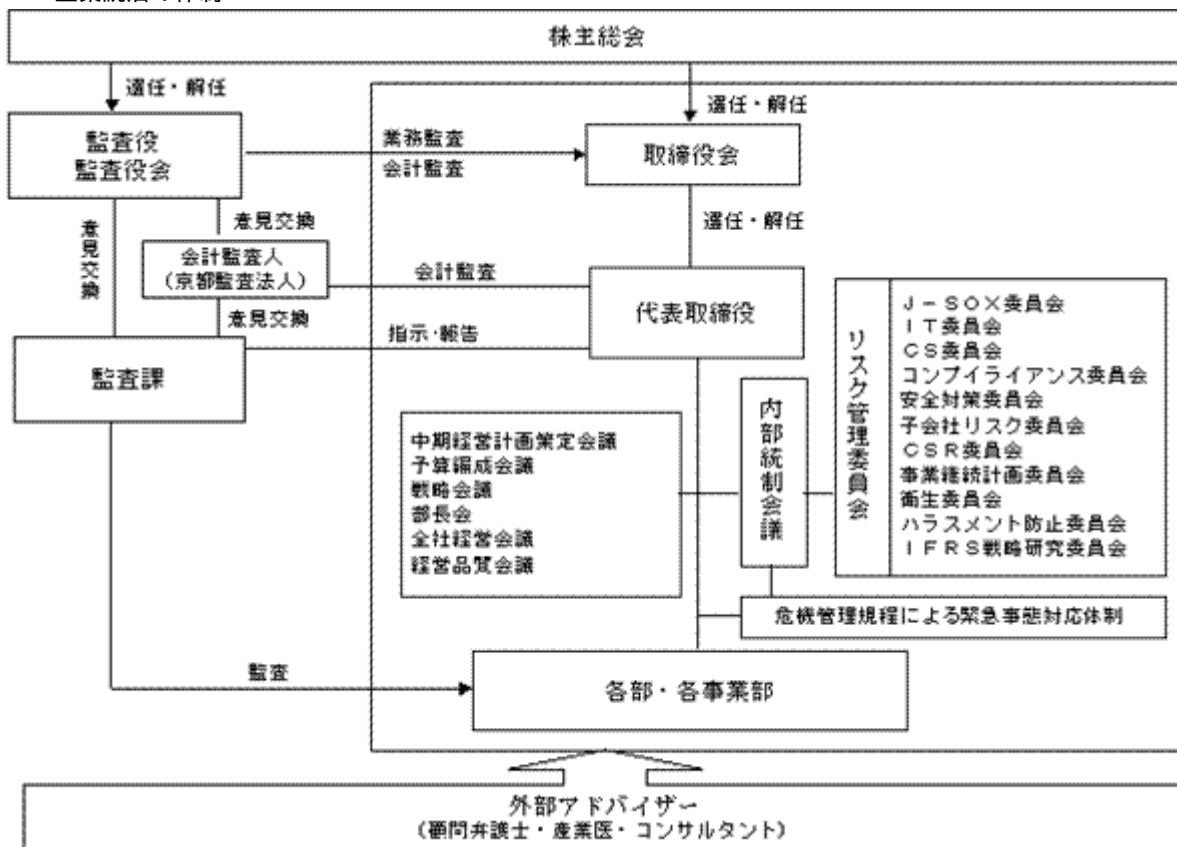 株主総会
選任・解任
選任・解任
監査役
監査役会
業務監査
会計監査
取締役会
意見交換
意見交換
選任・解任
会計監査人
(京都監査法人)
会計監査
代表取締役
意見交換
指示・報告
監査課
リスク管理委員会
J-SOX委員会
IT委員会
CS委員会
コンプイライアンス委員会
安全対策委員会
子会社リスク委員会
CSR委員会
事業継続計画委員会
衛生委員会
ハラスメント防止委員会
IFRS戦略研究委員会
内部統制会議
中期経営計画策定会議
予算編成会議
戦略会議
部長会
全社経営会議
経営品質会議
危機管理規程による緊急事態対応体制
監査
各部・各事業部
外部アドバイザー
(顧問弁護士・産業医・コンサルタント)